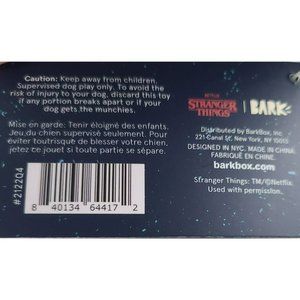 Caution: Keep away from children.
Supervised dog play only. To avoid the
risk of injury to your dog, discard this toy
if any portion breaks apart or if your
dog gets the munchies.
Mise en garde: Tenir éloigné des enfants.
Jeu du chien supervisé seulement. Pour
éviter toutrisque de blesser votre chien,
jetez ce jouet si toute partie se sépare.
#2122Q4
8 40134 64417 2
NETFLIX
STRANGER
THINGS
BARK
Distributed by BarkBox, Inc.
221 Canal St, New York, NY 10013
DESIGNED IN NYC. MADE IN CHINA.
FABRIQUÉ EN CHINE.
barkbox.com
Stranger Things: TM/©Netflix
Used with permission.